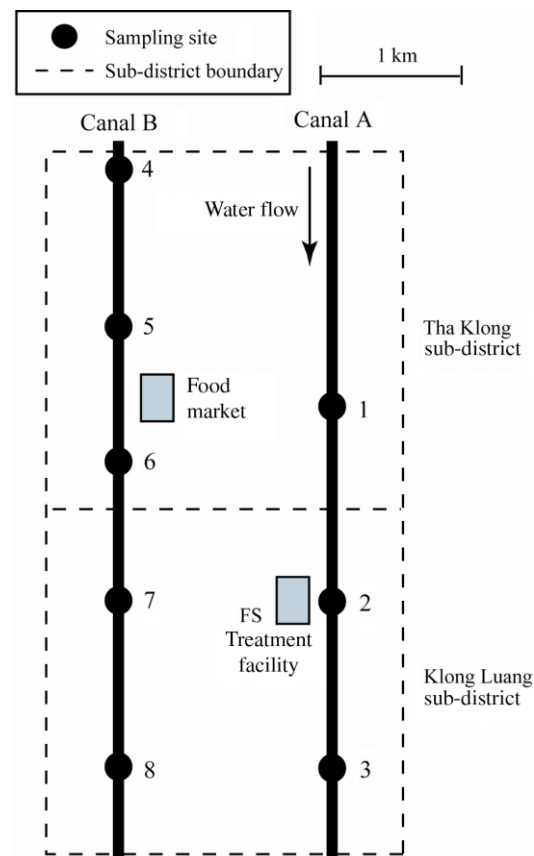 Sampling site
Sub-district boundary
1 km
Canal B
Canal A
4
Water flow
5
Tha Klong
sub-district
Food
market
1
6
7
2
FS
Treatment
facility
Klong Luang
sub-district
8
3